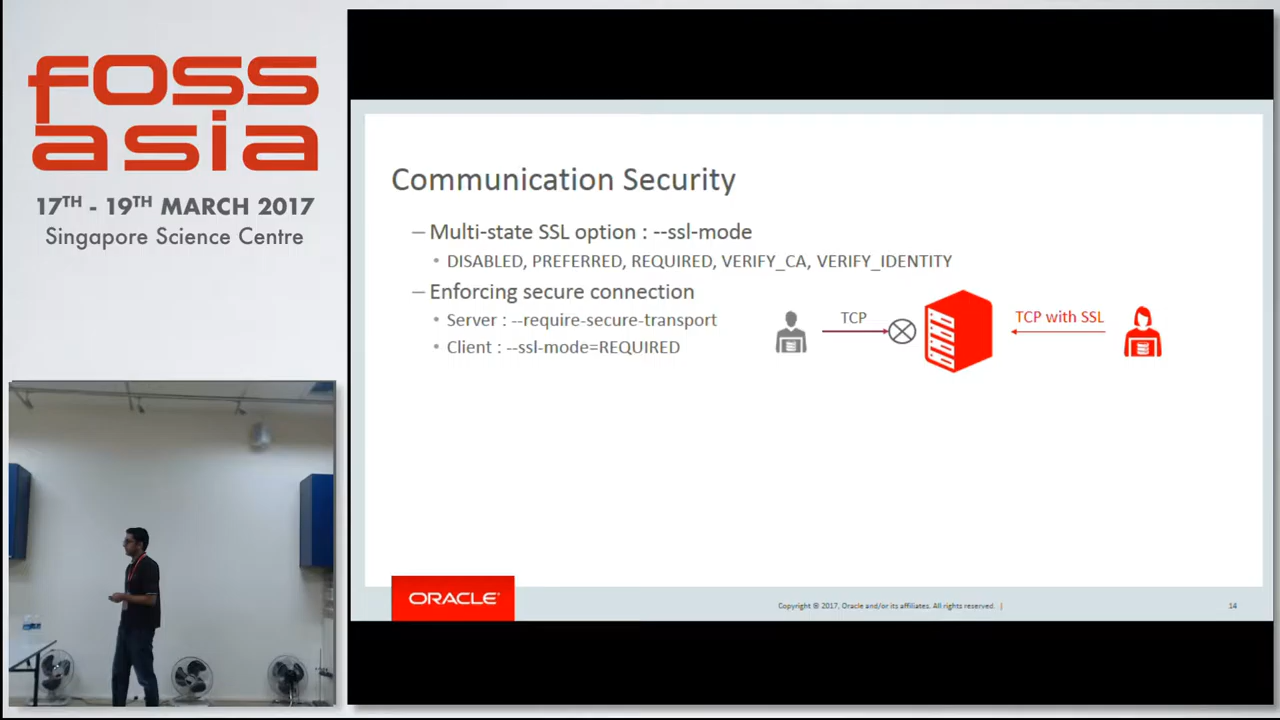 foss
asia
17TH - 19TH MARCH 2017
Singapore Science Centre
Communication Security
– Multi-state SSL option : --ssl-mode
• DISABLED, PREFERRED, REQUIRED, VERIFY_CA, VERIFY_IDENTITY
– Enforcing secure connection
• Server : --require-secure-transport
• Client : --ssl-mode=REQUIRED
TCP
TCP with SSL
ORACLE
Copyright © 2017, Oracle and/or its affiliates. All rights reserved. |
14